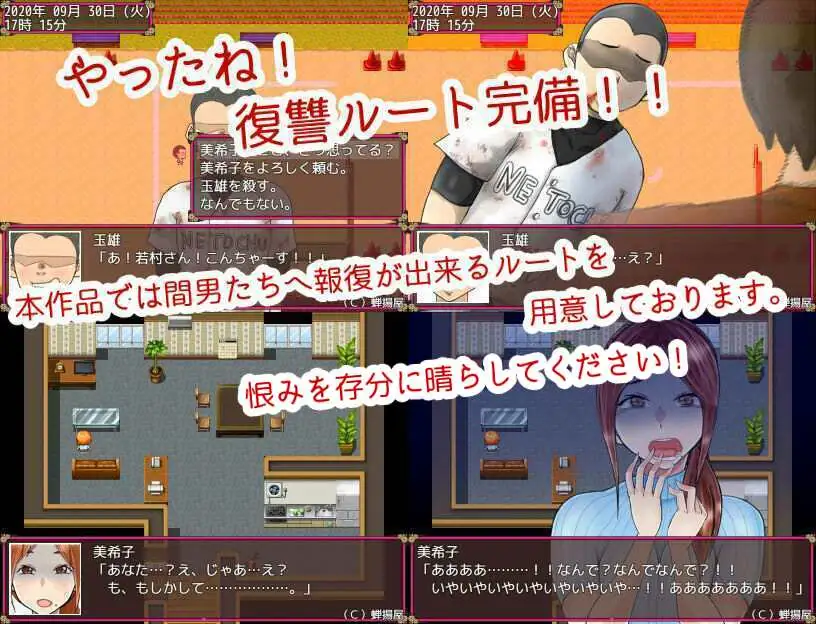 2020年 09月 30日（火）
17時 15分
2020年 09月 30日（火）
17時 15分
やったね！
復讐ルート完備！！
美希子
思ってる？
美希子をよろしく頼む。
玉雄を殺す。
なんでもない。
NETOCHU
NETOCHU
玉雄
「あ！若村さん！こんちゃーす！！」
玉雄
…え？」
本作品では間男たちへ報復が出来るルートを
用意しております。
（C）蝉揚屋
恨みを存分に晴らしてください！
美希子
「あなた…？え、じゃあ…え？
も、もしかして………………。」
（C）蝉揚屋
美希子
「ああああ………！！なんで？なんでなんで？！！
いやいやいやいやいやいやいや…！！あああああああ！！」
（C）蝉揚屋